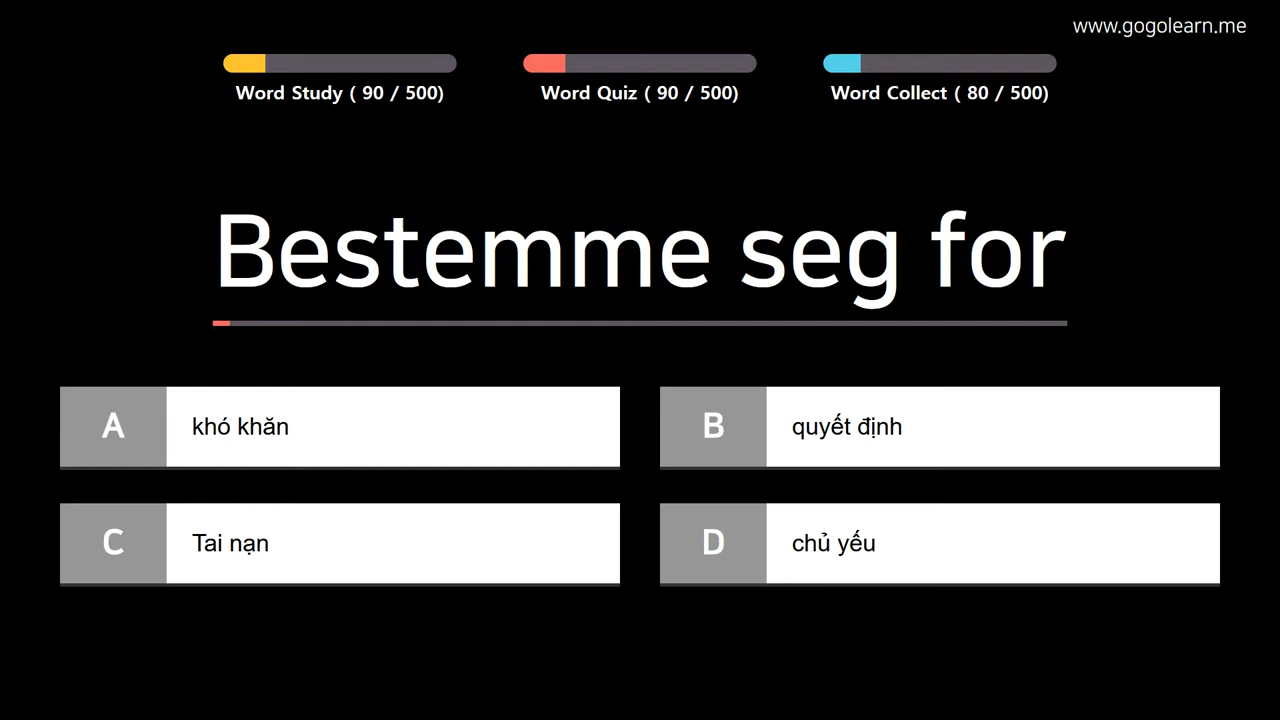 www.gogolearn.me
Word Study ( 90 / 500)
Word Quiz ( 90 / 500)
Word Collect ( 80 / 500)
Bestemme seg for
A
khó khăn
B
quyết định
C
Tai nạn
D
chủ yếu